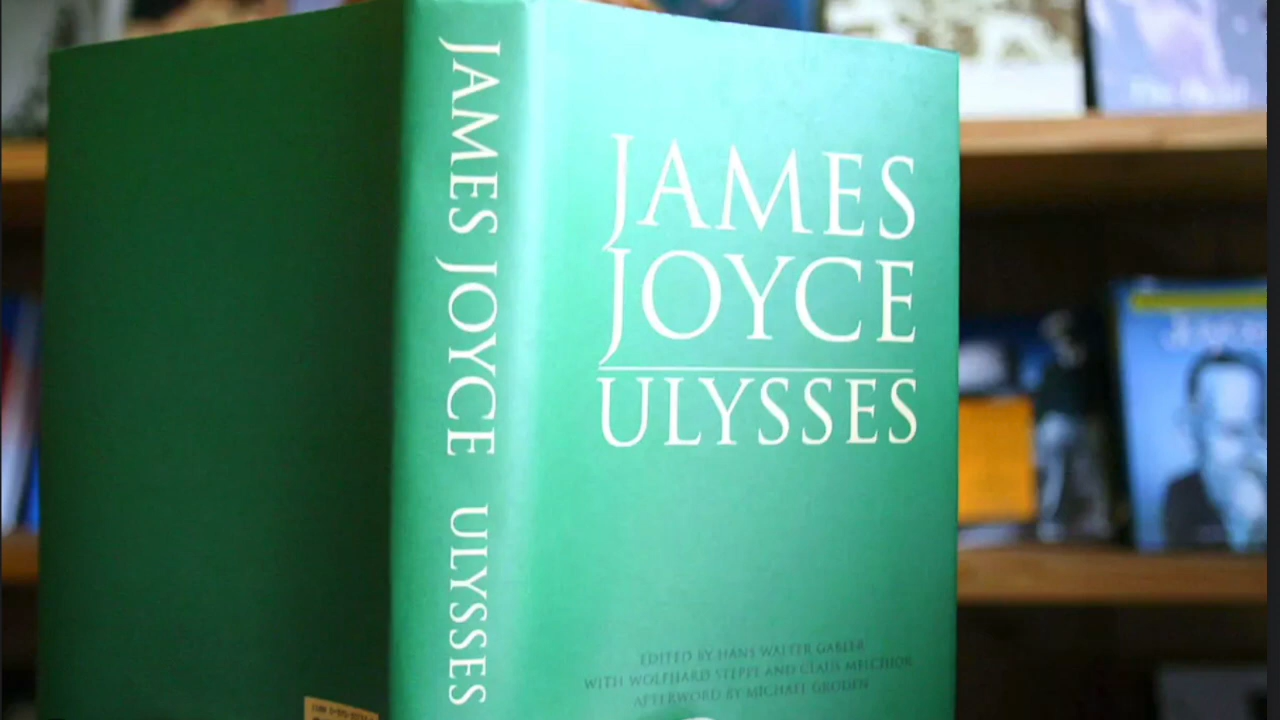 JAMES JOYCE ULYSSES
JAMES
JOYCE
ULYSSES
EDITED BY HANS WALTER GABLER
WITH WOLFHARD STEPPE AND CLAUS MELCHIOR
AFTERWORD BY MICHAEL GRODEN